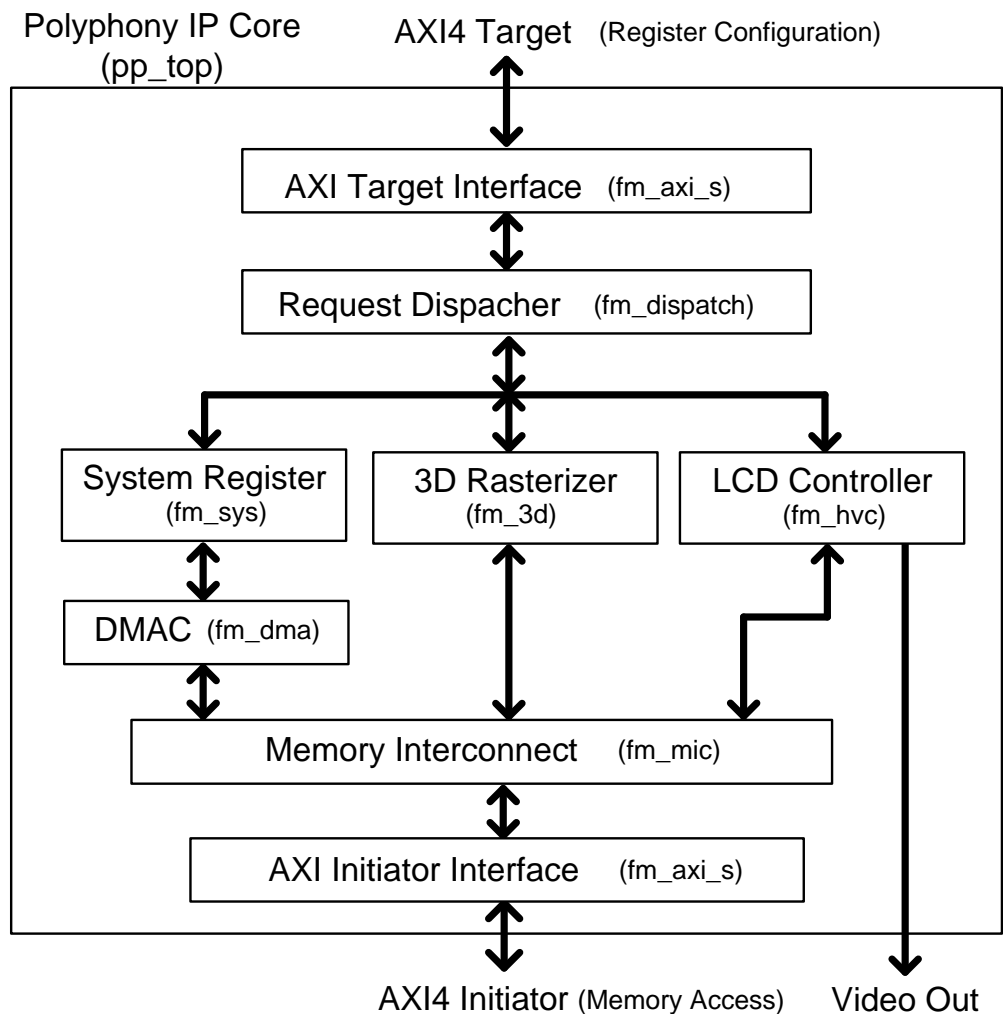 Polyphony IP Core
(pp_top)
AXI4 Target (Register Configuration)
AXI Target Interface (fm_axi_s)
Request Dispacher (fm_dispatch)
System Register
(fm_sys)
3D Rasterizer
(fm_3d)
LCD Controller
(fm_hvc)
DMAC (fm_dma)
Memory Interconnect (fm_mic)
AXI Initiator Interface (fm_axi_s)
AXI4 Initiator (Memory Access)
Video Out